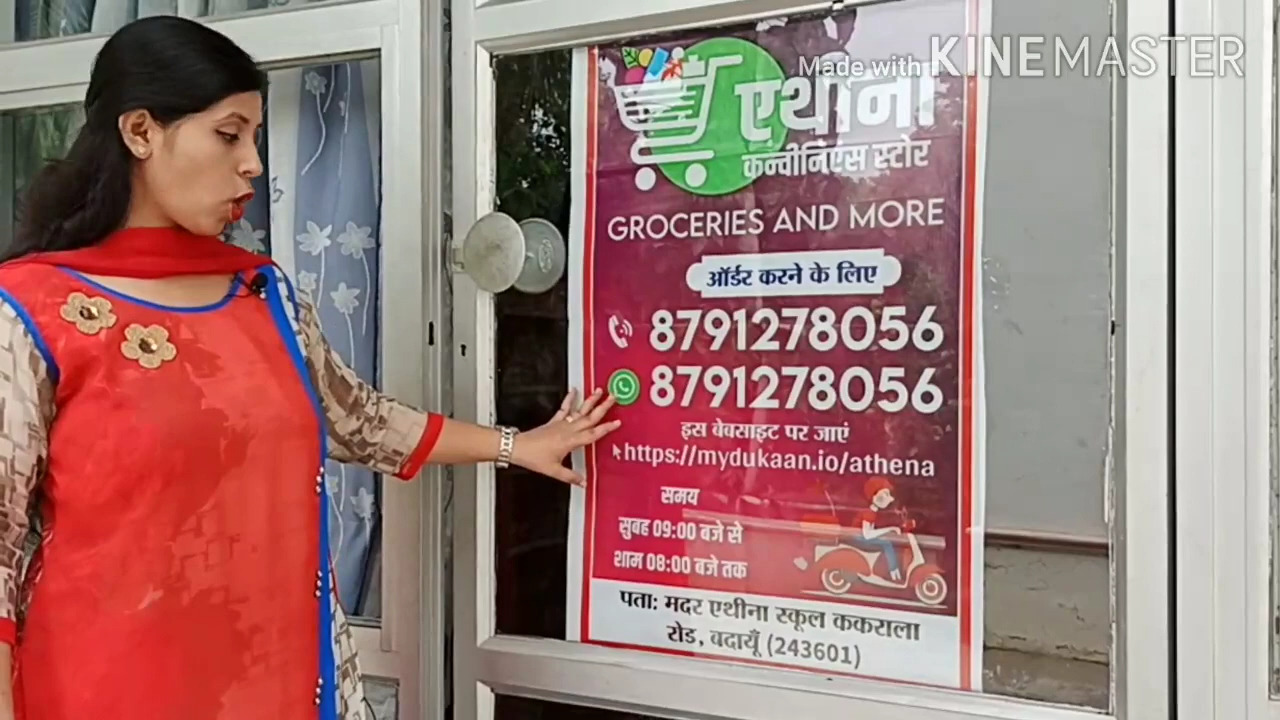 Made with KINEMASTER
एथीना
कन्वीनिएंस स्टोर
GROCERIES AND MORE
ऑर्डर करने के लिए
8791278056
8791278056
इस वेबसाइट पर जाएं
https://mydukaan.io/athena
समय
सुबह 09:00 बजे से
शाम 08:00 बजे तक
पता: मदर एथीना स्कूल ककराला
रोड, बदायूँ (243601)